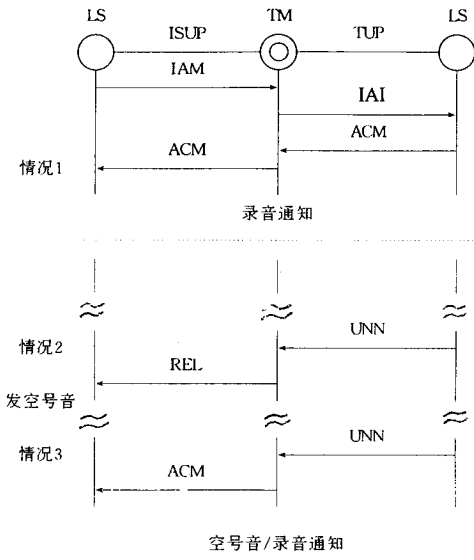 LS TM LS
ISUP TUP
IAM
IAI
ACM
ACM
情况1
录音通知
情况2
UNN
REL
发空号音
情况3
UNN
ACM
空号音/录音通知